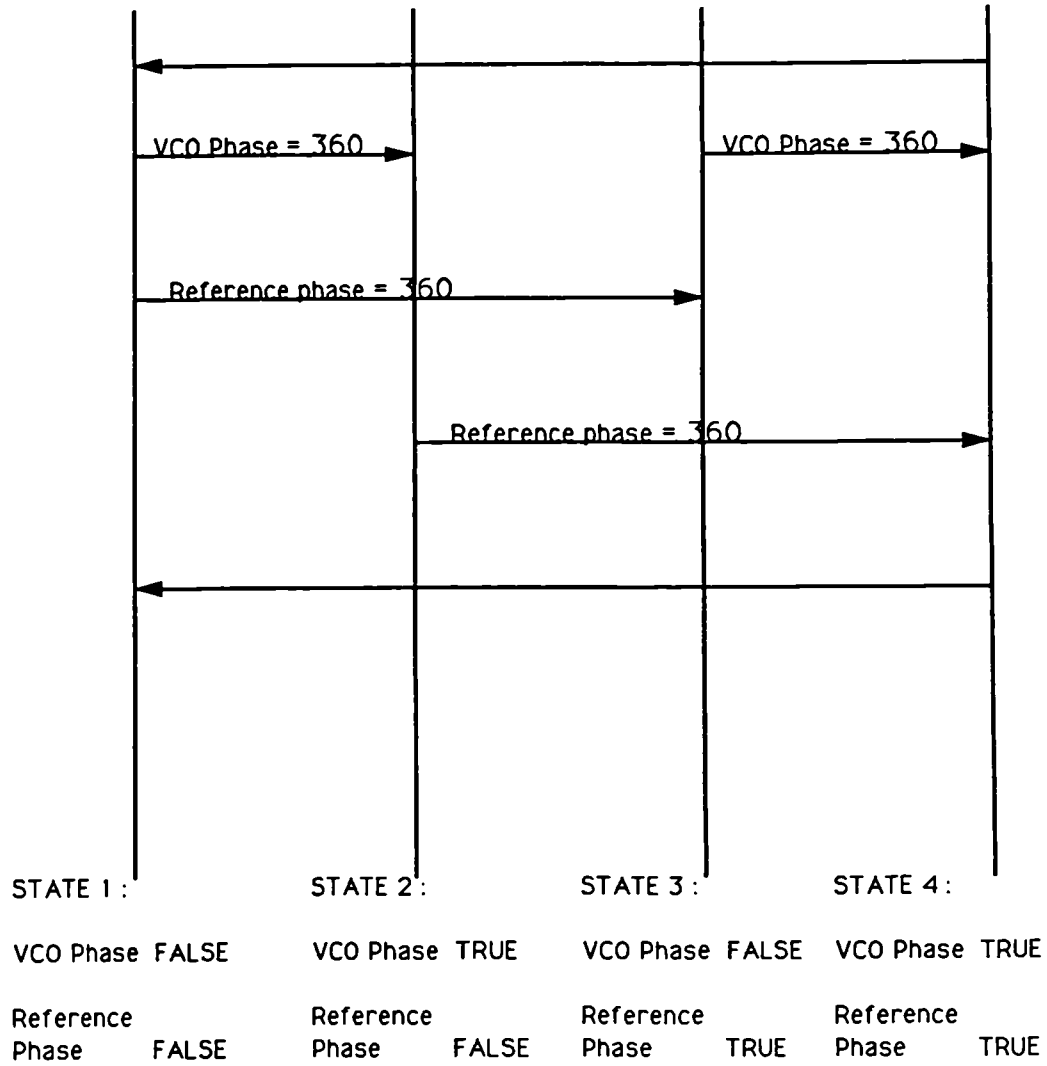 VCO Phase = 360
VCO Phase = 360
Reference phase = 360
Reference phase = 360
STATE 1 :
STATE 2 :
STATE 3 :
STATE 4 :
VCO Phase FALSE
VCO Phase TRUE
VCO Phase FALSE
VCO Phase TRUE
Reference
Phase FALSE
Reference
Phase FALSE
Reference
Phase TRUE
Reference
Phase TRUE